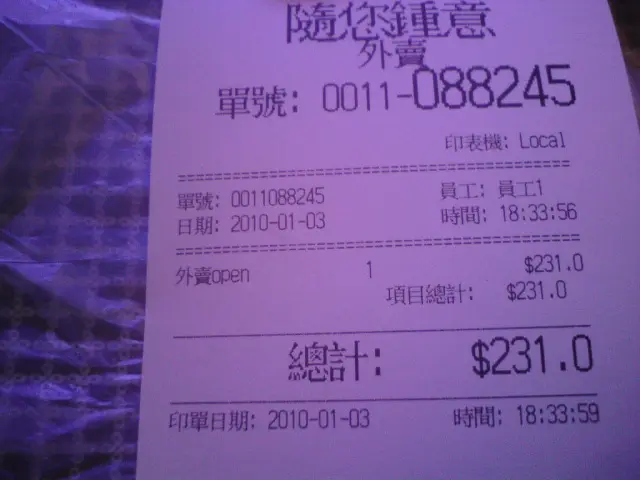 隨您鍾意
外賣
單號: 0011-088245
印表機: Local
==================================================
單號: 0011088245 員工: 員工1
日期: 2010-01-03 時間: 18:33:56
==================================================
外賣open 1 $231.0
項目總計: $231.0
總計: $231.0
印單日期: 2010-01-03 時間: 18:33:59